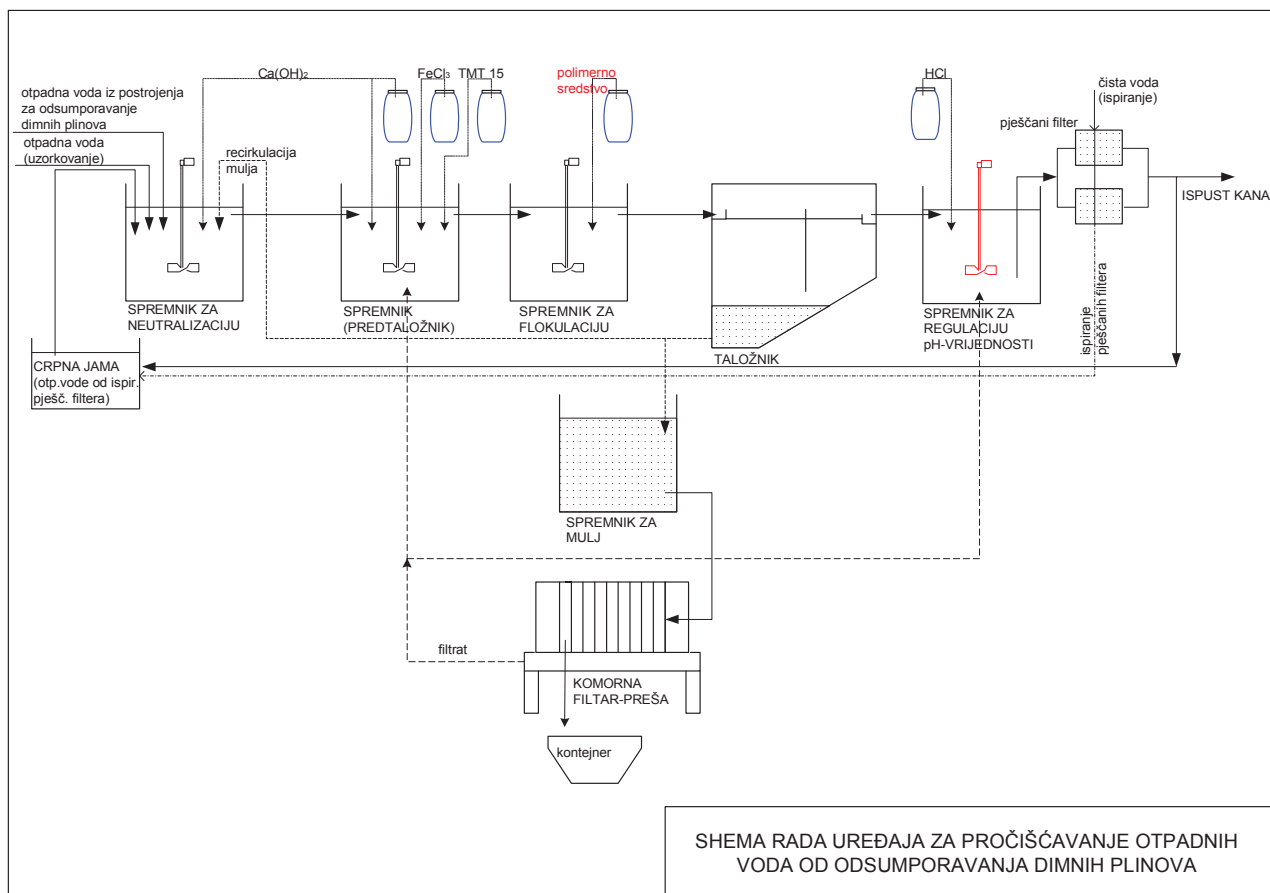 Ca(OH)₂
FeCl₃ TMT 15
polimerno
sredstvo
HCl
čista voda
(ispiranje)
otpadna voda iz postrojenja
za odsumporavanje
dimnih plinova
otpadna voda
(uzorkovanje)
recirkulacija
mulja
pješčani filter
ISPUST KANA
SPREMNIK ZA
NEUTRALIZACIJU
SPREMNIK
(PREDTALOŽNIK)
SPREMNIK ZA
FLOKULACIJU
TALOŽNIK
SPREMNIK ZA
REGULACIJU
pH-VRIJEDNOSTI
ispiranje
pješčanih filtera
CRPNA JAMA
(otp.vode od ispir.
pješč. filtera)
SPREMNIK ZA
MULJ
filtrat
KOMORNA
FILTAR-PREŠA
kontejner
SHEMA RADA UREĐAJA ZA PROČIŠĆAVANJE OTPADNIH
VODA OD ODSUMPORAVANJA DIMNIH PLINOVA